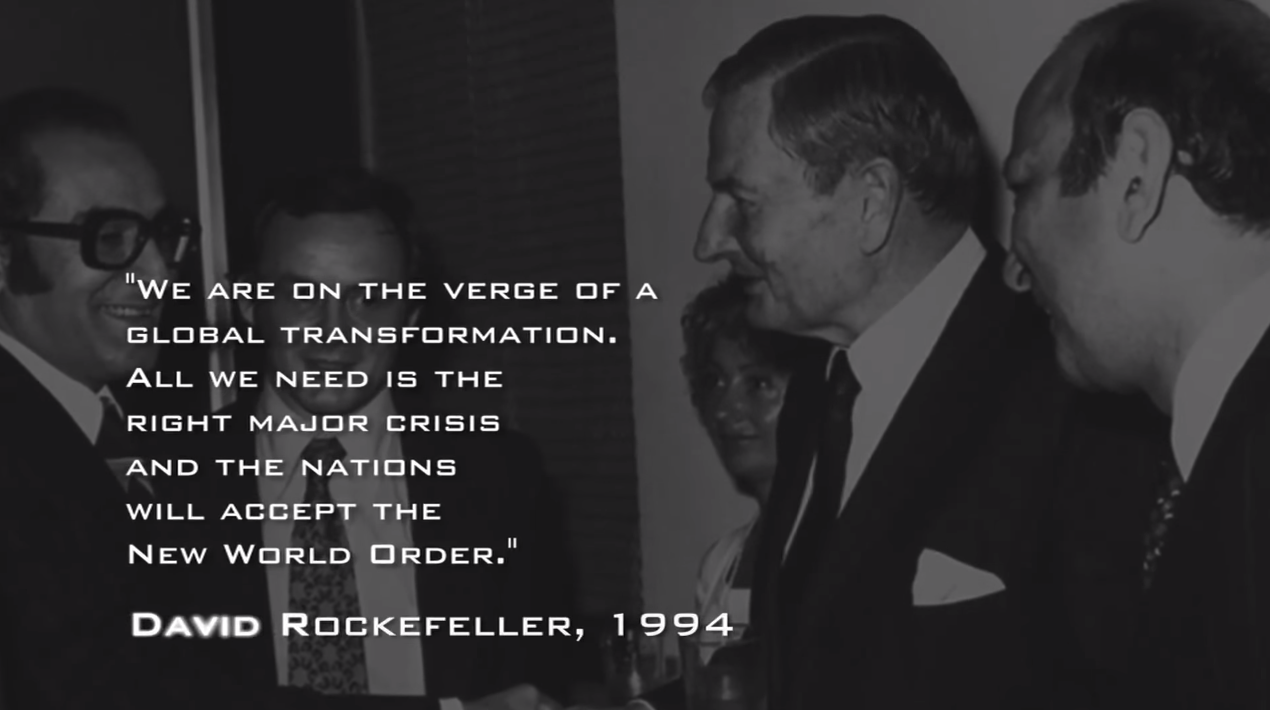 "We are on the verge of a
global transformation.
All we need is the
right major crisis
and the nations
will accept the
New World Order."
David Rockefeller, 1994